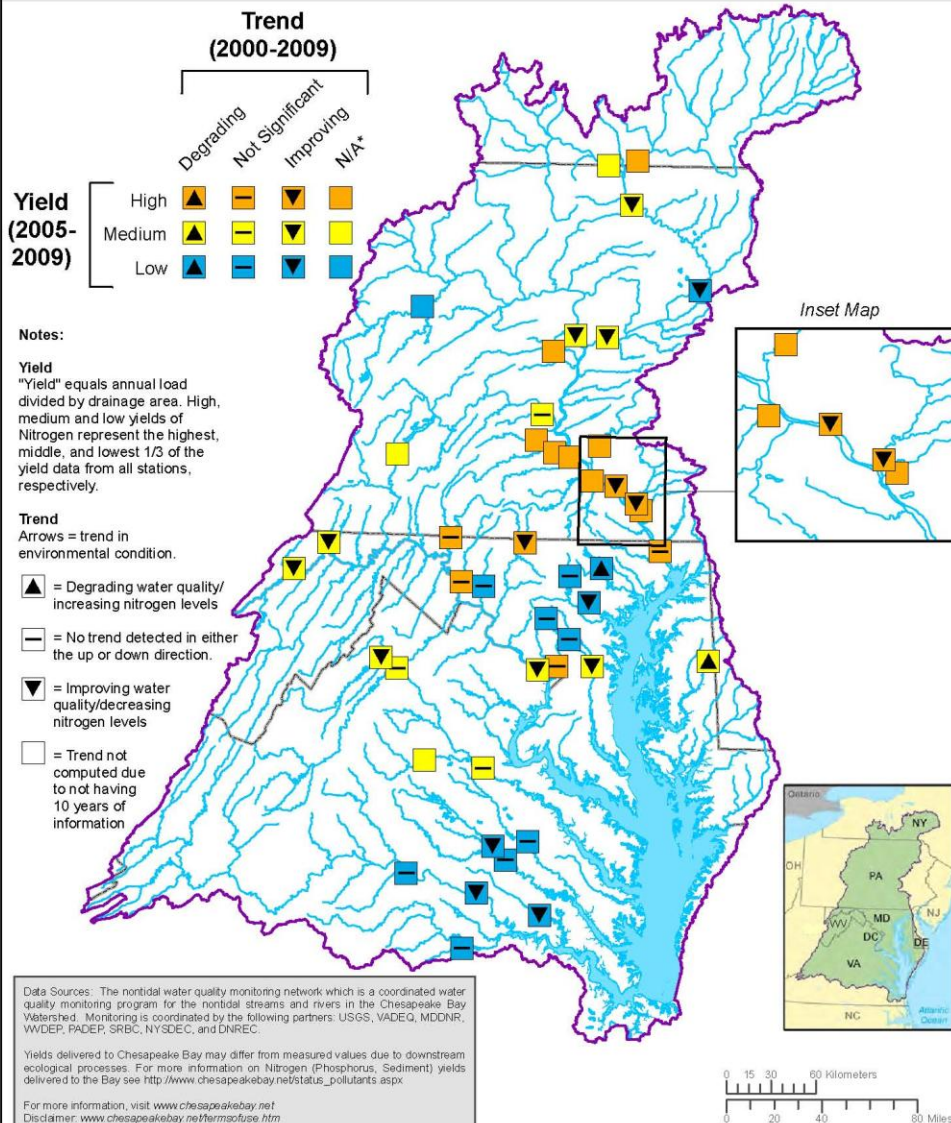 Trend
(2000-2009)
Degrading
Not Significant
Improving
N/A*
Yield
(2005-
2009)
High
Medium
Low
Notes:
Yield
"Yield" equals annual load
divided by drainage area. High,
medium and low yields of
Nitrogen represent the highest,
middle, and lowest 1/3 of the
yield data from all stations,
respectively.
Trend
Arrows = trend in
environmental condition.
= Degrading water quality/
increasing nitrogen levels
= No trend detected in either
the up or down direction.
= Improving water
quality/decreasing
nitrogen levels
= Trend not
computed due
to not having
10 years of
information
Inset Map
Ontario
NY
OH
PA
NJ
MD
WV
DC
DE
VA
NC
Atlantic
Ocean
Data Sources: The nontidal water quality monitoring network which is a coordinated water
quality monitoring program for the nontidal streams and rivers in the Chesapeake Bay
Watershed. Monitoring is coordinated by the following partners: USGS, VADEQ, MDDNR,
WVDEP, PADEP, SRBC, NYSDEC, and DNREC.
Yields delivered to Chesapeake Bay may differ from measured values due to downstream
ecological processes. For more information on Nitrogen (Phosphorus, Sediment) yields
delivered to the Bay see http://www.chesapeakebay.net/status_pollutants.aspx
For more information, visit www.chesapeakebay.net
Disclaimer: www.chesapeakebay.net/termsofuse.htm
0 15 30 60 Kilometers
0 20 40 80 Miles